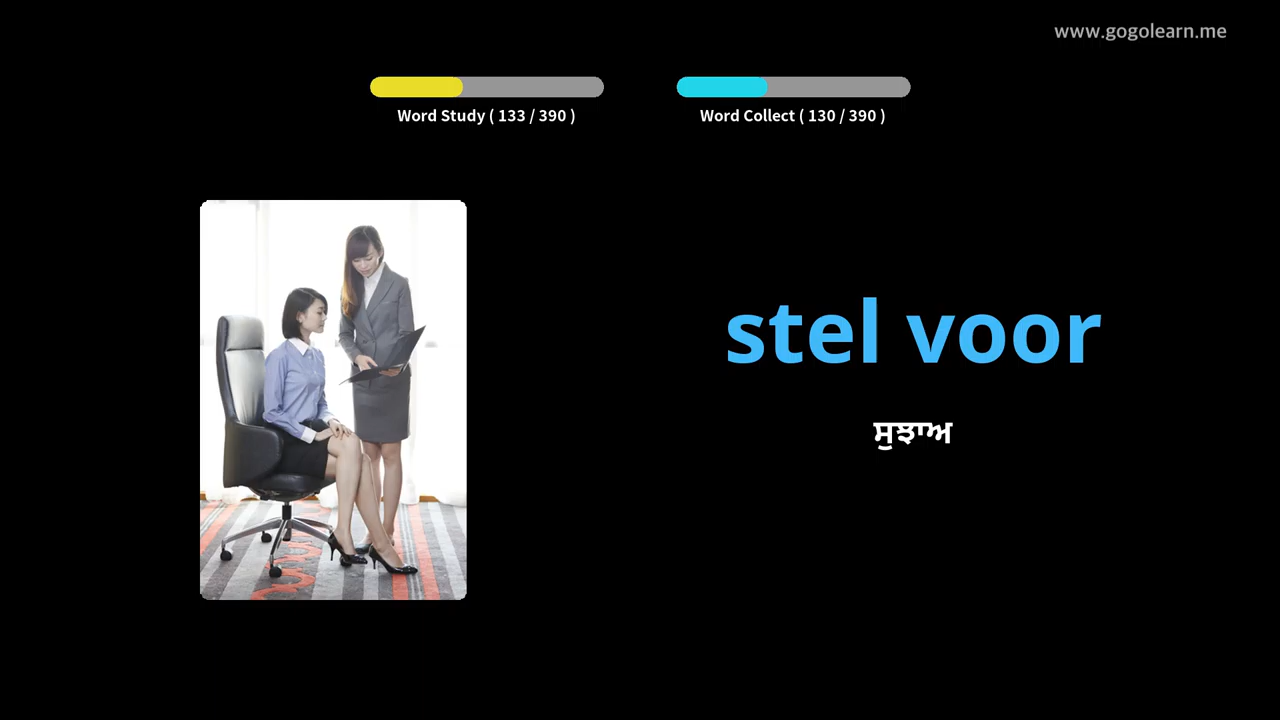 www.gogolearn.me
Word Study ( 133 / 390 )
Word Collect ( 130 / 390 )
stel voor
ਸੁਝਾਅ